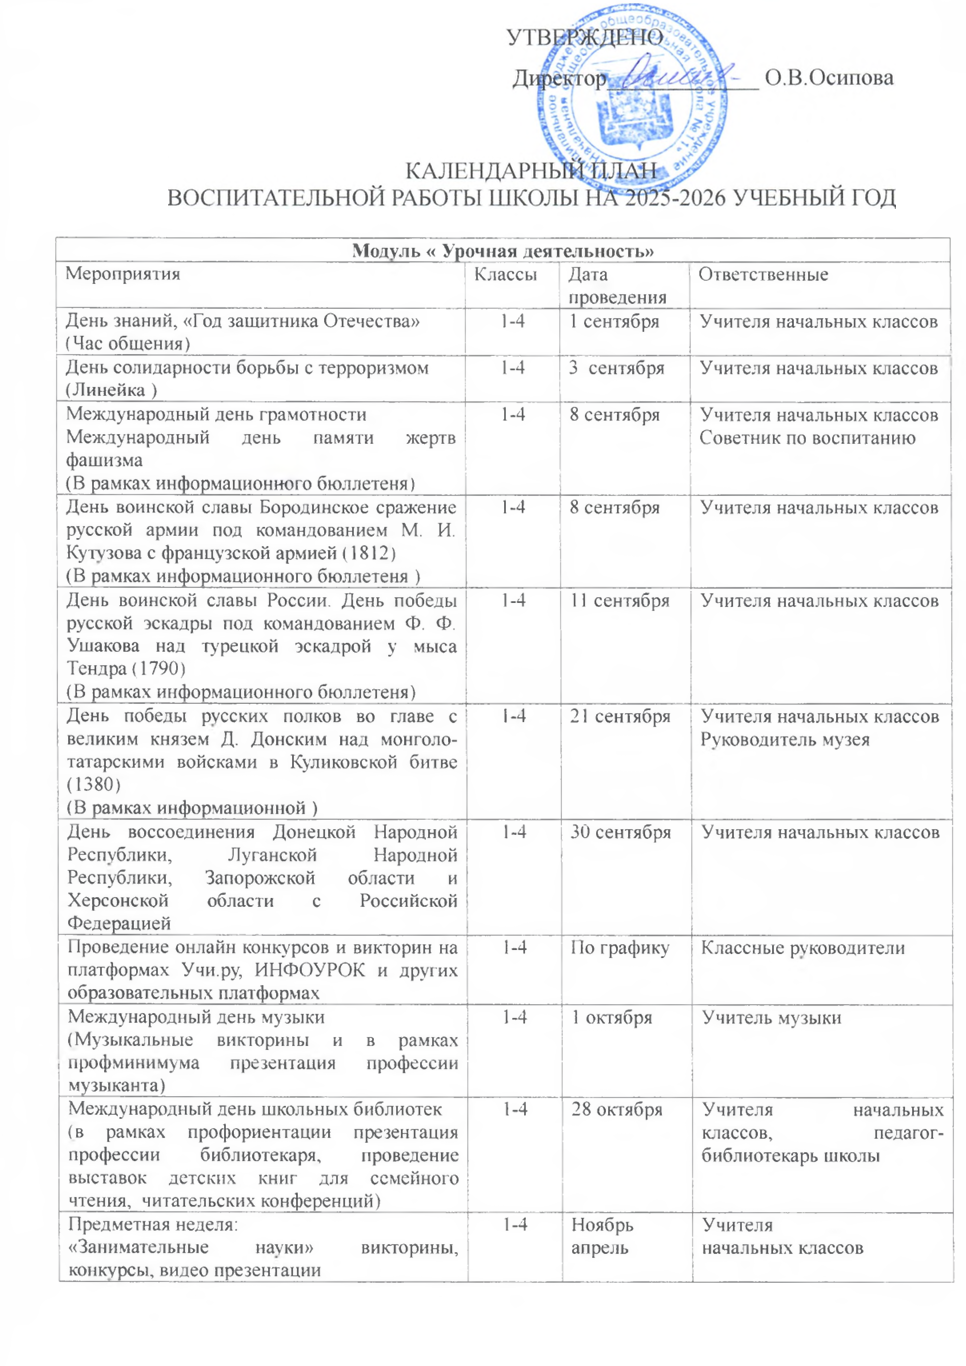 УТВЕРЖДЕНО
Директор О.В.Осипова
КАЛЕНДАРНЫЙ ПЛАН
ВОСПИТАТЕЛЬНОЙ РАБОТЫ ШКОЛЫ НА 2025-2026 УЧЕБНЫЙ ГОД
Модуль « Урочная деятельность»
Мероприятия
Классы
Дата
проведения
Ответственные
День знаний, «Год защитника Отечества»
(Час общения)
1-4
1 сентября
Учителя начальных классов
День солидарности борьбы с терроризмом
(Линейка )
1-4
3 сентября
Учителя начальных классов
Международный день грамотности
Международный день памяти жертв
фашизма
(В рамках информационного бюллетеня)
1-4
8 сентября
Учителя начальных классов
Советник по воспитанию
День воинской славы Бородинское сражение
русской армии под командованием М. И.
Кутузова с французской армией (1812)
(В рамках информационного бюллетеня )
1-4
8 сентября
Учителя начальных классов
День воинской славы России. День победы
русской эскадры под командованием Ф. Ф.
Ушакова над турецкой эскадрой у мыса
Тендра (1790)
(В рамках информационного бюллетеня)
1-4
11 сентября
Учителя начальных классов
День победы русских полков во главе с
великим князем Д. Донским над монголо-
татарскими войсками в Куликовской битве
(1380)
(В рамках информационной )
1-4
21 сентября
Учителя начальных классов
Руководитель музея
День воссоединения Донецкой Народной
Республики, Луганской Народной
Республики, Запорожской области и
Херсонской области с Российской
Федерацией
1-4
30 сентября
Учителя начальных классов
Проведение онлайн конкурсов и викторин на
платформах Учи.ру, ИНФОУРОК и других
образовательных платформах
1-4
По графику
Классные руководители
Международный день музыки
(Музыкальные викторины и в рамках
профминимума презентация профессии
музыканта)
1-4
1 октября
Учитель музыки
Международный день школьных библиотек
(в рамках профориентации презентация
профессии библиотекаря, проведение
выставок детских книг для семейного
чтения, читательских конференций)
1-4
28 октября
Учителя начальных
классов, педагог-
библиотекарь школы
Предметная неделя:
«Занимательные науки» викторины,
конкурсы, видео презентации
1-4
Ноябрь
апрель
Учителя
начальных классов